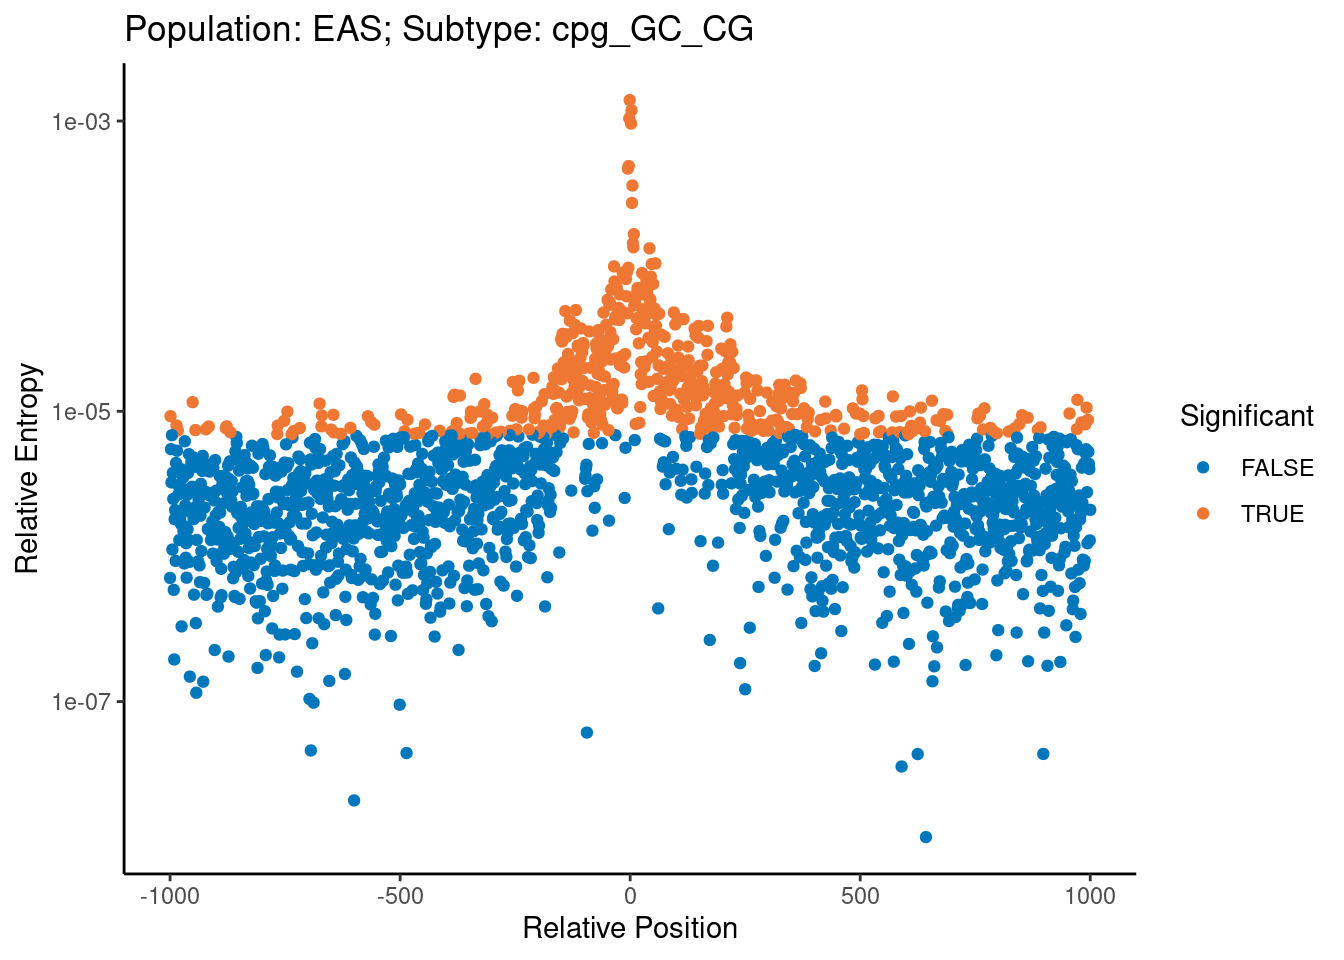 Population: EAS; Subtype: cpg_GC_CG
1e-03
1e-05
1e-07
Relative Entropy
-1000
-500
0
500
1000
Relative Position
Significant
FALSE
TRUE